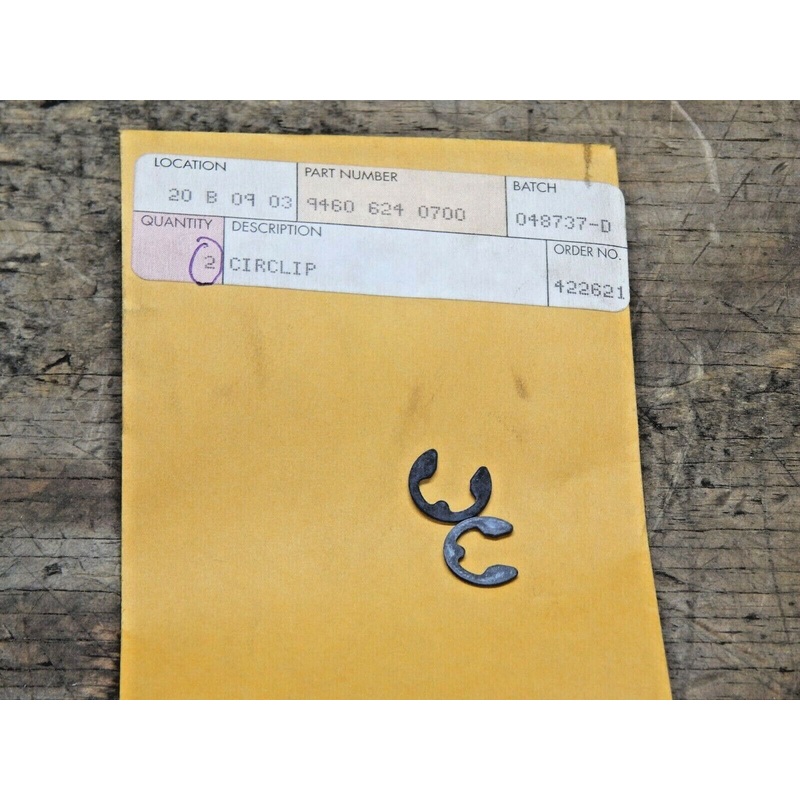 LOCATION PART NUMBER BATCH
20 B 09 03 9460 624 0700 048737-D
QUANTITY DESCRIPTION ORDER NO.
2 CIRCLIP 422621